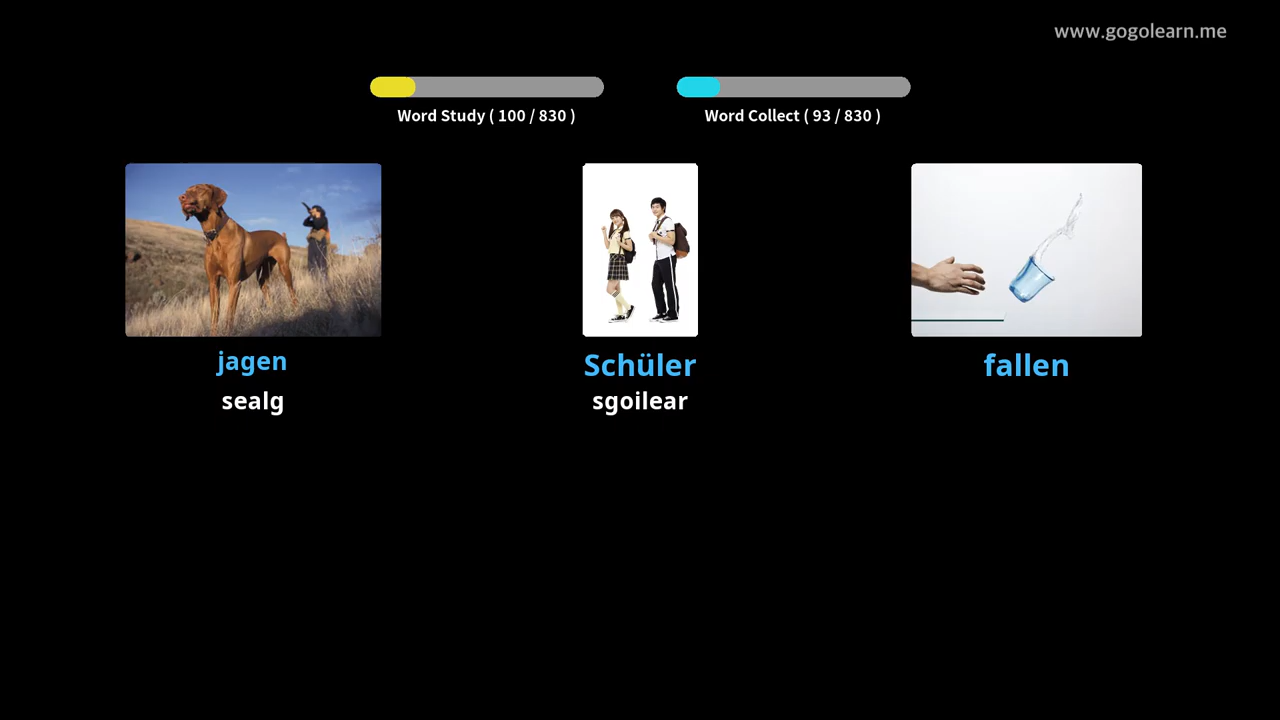 www.gogolearn.me
Word Study ( 100 / 830 )
Word Collect ( 93 / 830 )
jagen
sealg
Schüler
sgoilear
fallen